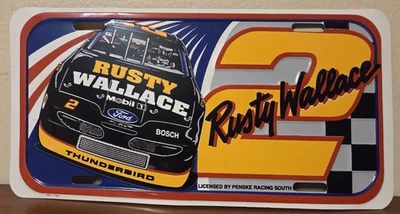 RUSTY
WALLACE
Mobil 1
2
Ford
BOSCH
THUNDERBIRD
2
Rusty Wallace
LICENSED BY PENSKE RACING SOUTH